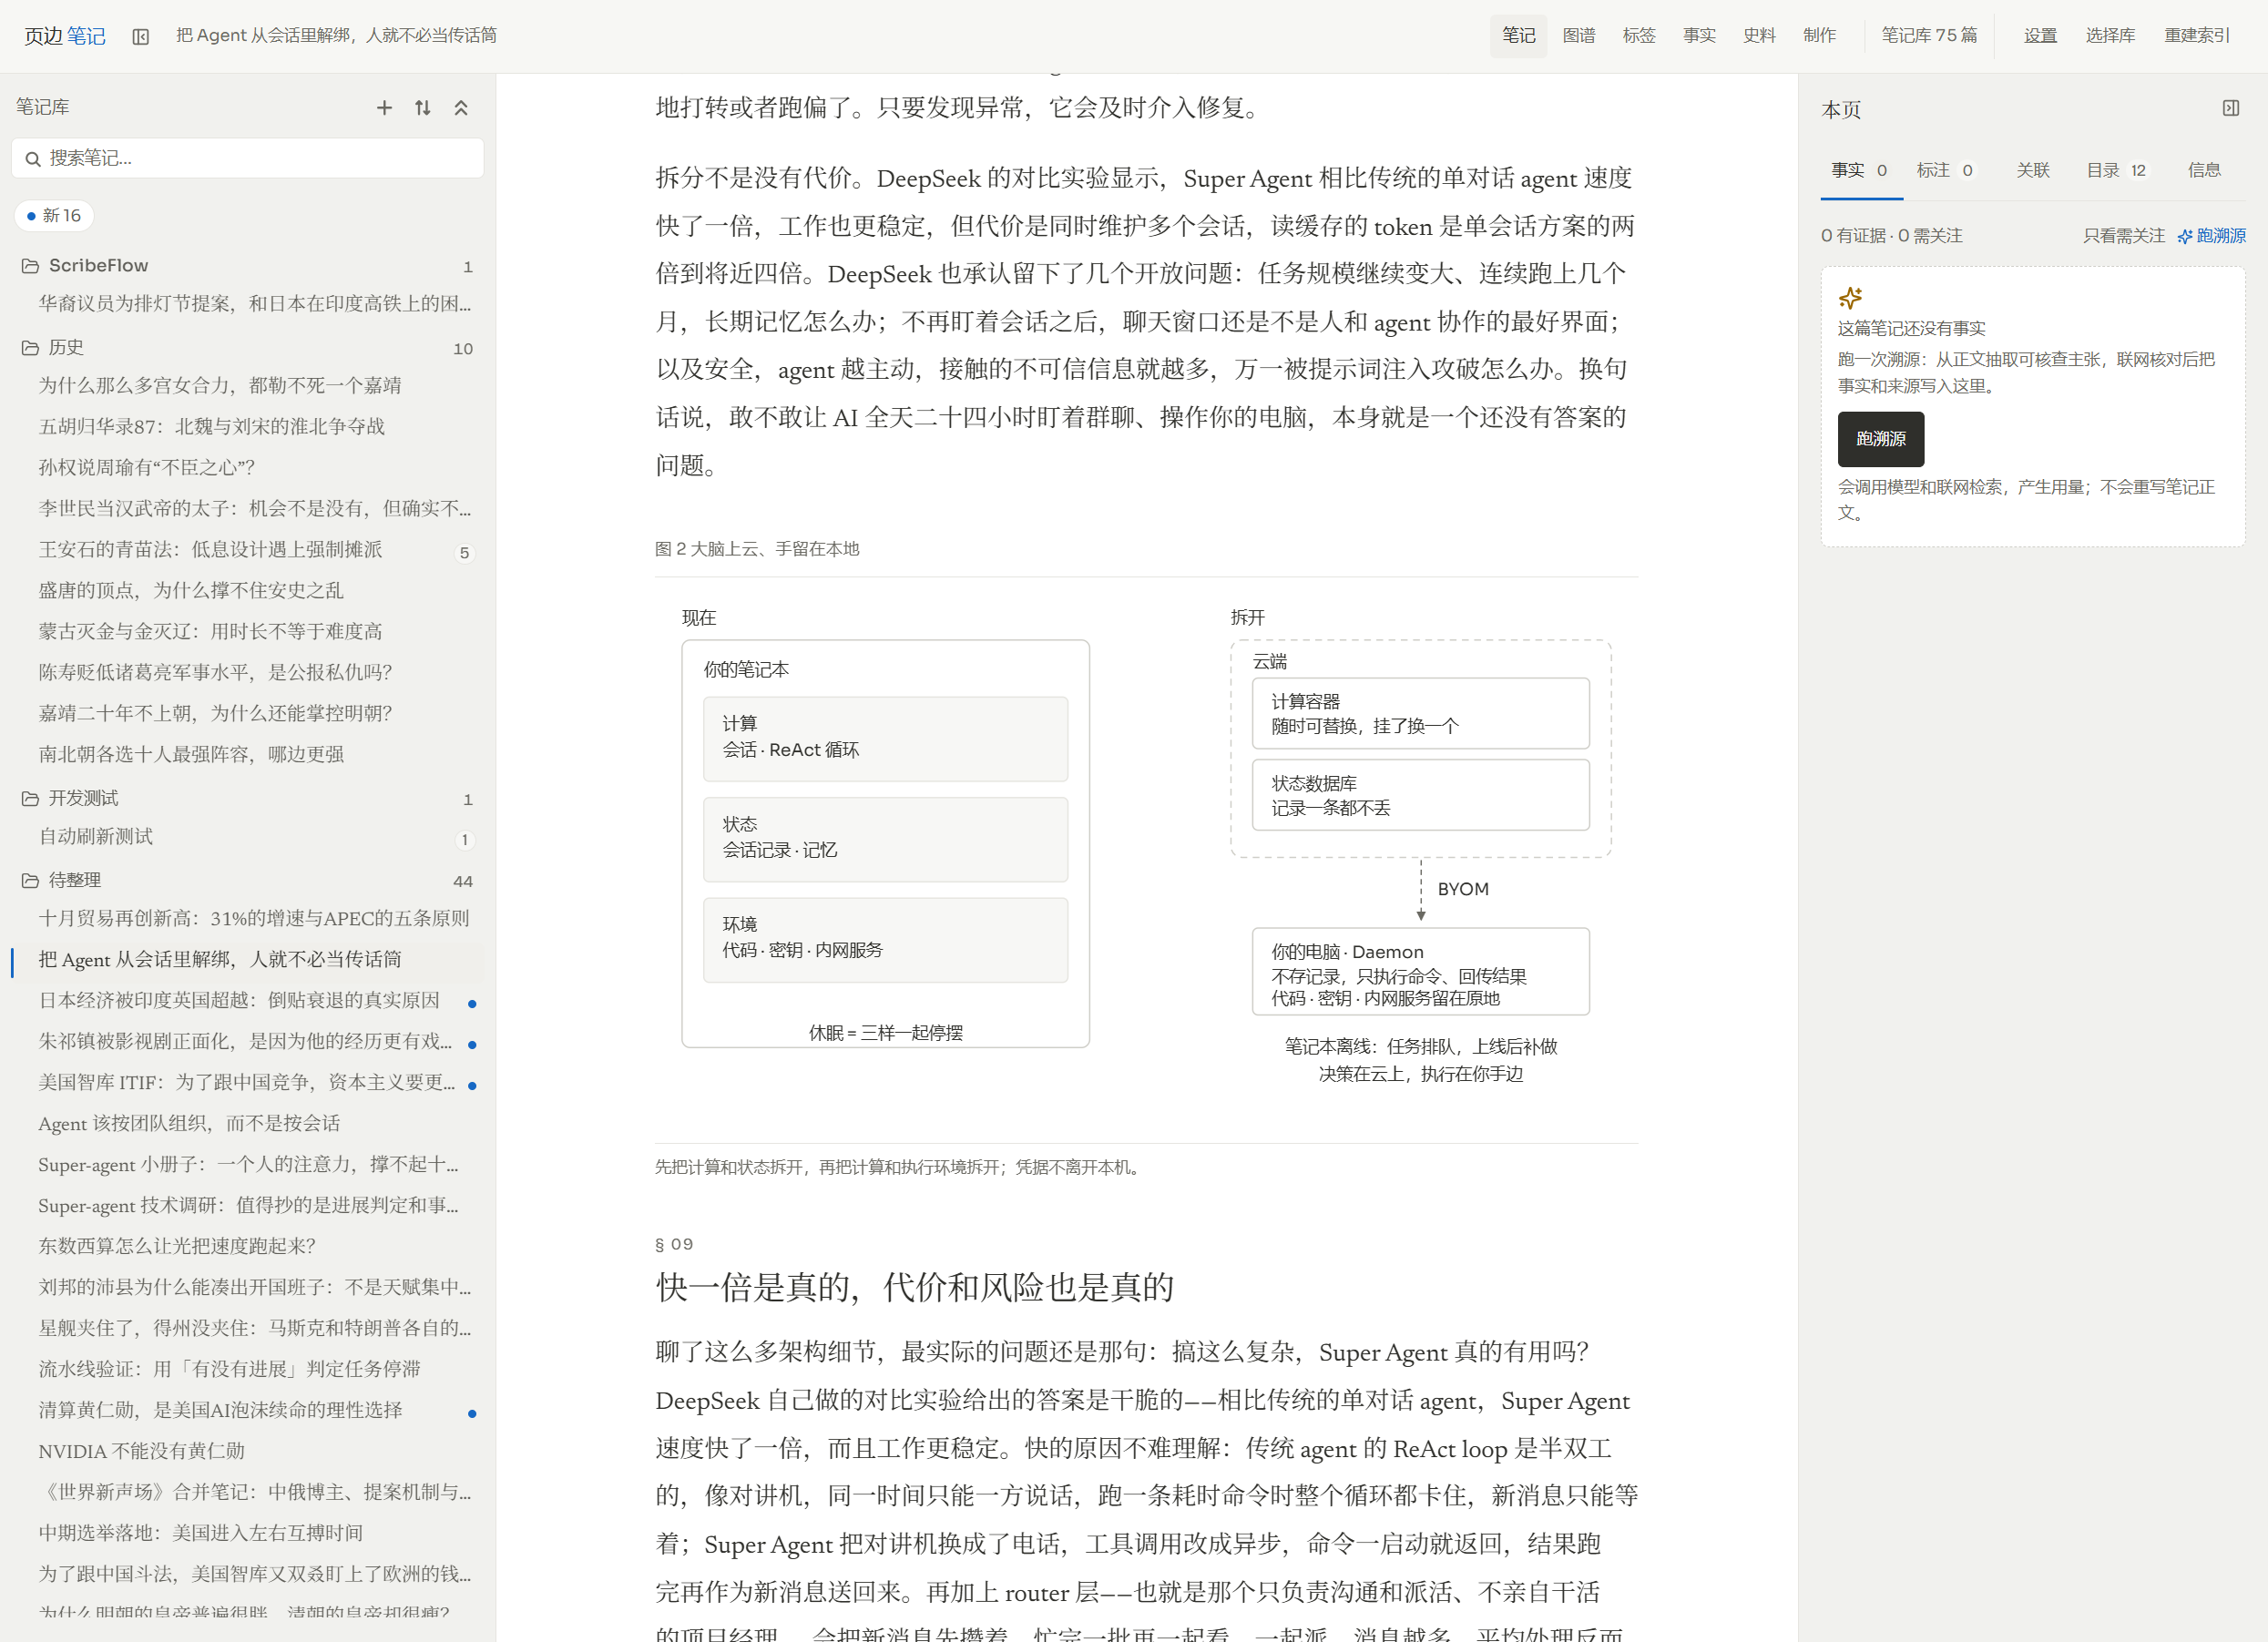 页边 笔记
把 Agent 从会话里解绑，人就不必当传话筒
笔记 图谱 标签 事实 史料 制作 笔记库 75 篇 设置 选择库 重建索引
笔记库
搜索笔记...
新 16
ScribeFlow 1
华裔议员为排灯节提案，和日本在印度高铁上的困...
历史 10
为什么那么多宫女合力，都勒不死一个嘉靖
五胡归华录87：北魏与刘宋的淮北争夺战
孙权说周瑜有“不臣之心”？
李世民当汉武帝的太子：机会不是没有，但确实不...
王安石的青苗法：低息设计遇上强制摊派 5
盛唐的顶点，为什么撑不住安史之乱
蒙古灭金与金灭辽：用时长不等于难度高
陈寿贬低诸葛亮军事水平，是公报私仇吗？
嘉靖二十年不上朝，为什么还能掌控明朝？
南北朝各选十人最强阵容，哪边更强
开发测试 1
自动刷新测试 1
待整理 44
十月贸易再创新高：31%的增速与APEC的五条原则
把 Agent 从会话里解绑，人就不必当传话筒
日本经济被印度英国超越：倒贴衰退的真实原因
朱祁镇被影视剧正面化，是因为他的经历更有戏...
美国智库 ITIF：为了跟中国竞争，资本主义要更...
Agent 该按团队组织，而不是按会话
Super-agent 小册子：一个人的注意力，撑不起十...
Super-agent 技术调研：值得抄的是进展判定和事...
东数西算怎么让光把速度跑起来？
刘邦的沛县为什么能凑出开国班子：不是天赋集中...
星舰夹住了，得州没夹住：马斯克和特朗普各自的...
流水线验证：用「有没有进展」判定任务停滞
清算黄仁勋，是美国AI泡沫续命的理性选择
NVIDIA 不能没有黄仁勋
《世界新声场》合并笔记：中俄博主、提案机制与...
中期选举落地：美国进入左右互搏时间
为了跟中国斗法，美国智库又双叒盯上了欧洲的钱...
为什么明朝的皇帝普遍很胖，清朝的皇帝却很瘦？
地打转或者跑偏了。只要发现异常，它会及时介入修复。
拆分不是没有代价。DeepSeek 的对比实验显示，Super Agent 相比传统的单对话 agent 速度
快了一倍，工作也更稳定，但代价是同时维护多个会话，读缓存的 token 是单会话方案的两
倍到将近四倍。DeepSeek 也承认留下了几个开放问题：任务规模继续变大、连续跑上几个
月，长期记忆怎么办；不再盯着会话之后，聊天窗口还是不是人和 agent 协作的最好界面；
以及安全，agent 越主动，接触的不可信信息就越多，万一被提示词注入攻破怎么办。换句
话说，敢不敢让 AI 全天二十四小时盯着群聊、操作你的电脑，本身就是一个还没有答案的
问题。
图 2 大脑上云、手留在本地
现在
你的笔记本
计算
会话 · ReAct 循环
状态
会话记录 · 记忆
环境
代码 · 密钥 · 内网服务
休眠 = 三样一起停摆
拆开
云端
计算容器
随时可替换，挂了换一个
状态数据库
记录一条都不丢
BYOM
你的电脑 · Daemon
不存记录，只执行命令、回传结果
代码 · 密钥 · 内网服务留在原地
笔记本离线：任务排队，上线后补做
决策在云上，执行在你手边
先把计算和状态拆开，再把计算和执行环境拆开；凭据不离开本机。
§ 09
快一倍是真的，代价和风险也是真的
聊了这么多架构细节，最实际的问题还是那句：搞这么复杂，Super Agent 真的有用吗？
DeepSeek 自己做的对比实验给出的答案是干脆的——相比传统的单对话 agent，Super Agent
速度快了一倍，而且工作更稳定。快的原因不难理解：传统 agent 的 ReAct loop 是半双工
的，像对讲机，同一时间只能一方说话，跑一条耗时命令时整个循环都卡住，新消息只能等
着；Super Agent 把对讲机换成了电话，工具调用改成异步，命令一启动就返回，结果跑
完再作为新消息送回来。再加上 router 层——也就是那个只负责沟通和派活、不亲自干活
的项目经理——会把新消息先攒着，忙完一批再一起看、一起派，消息越多，平均处理反而
本页
事实 0 标注 0 关联 目录 12 信息
0 有证据 · 0 需关注 只看需关注 跑溯源
这篇笔记还没有事实
跑一次溯源：从正文抽取可核查主张，联网核对后把
事实和来源写入这里。
跑溯源
会调用模型和联网检索，产生用量；不会重写笔记正
文。